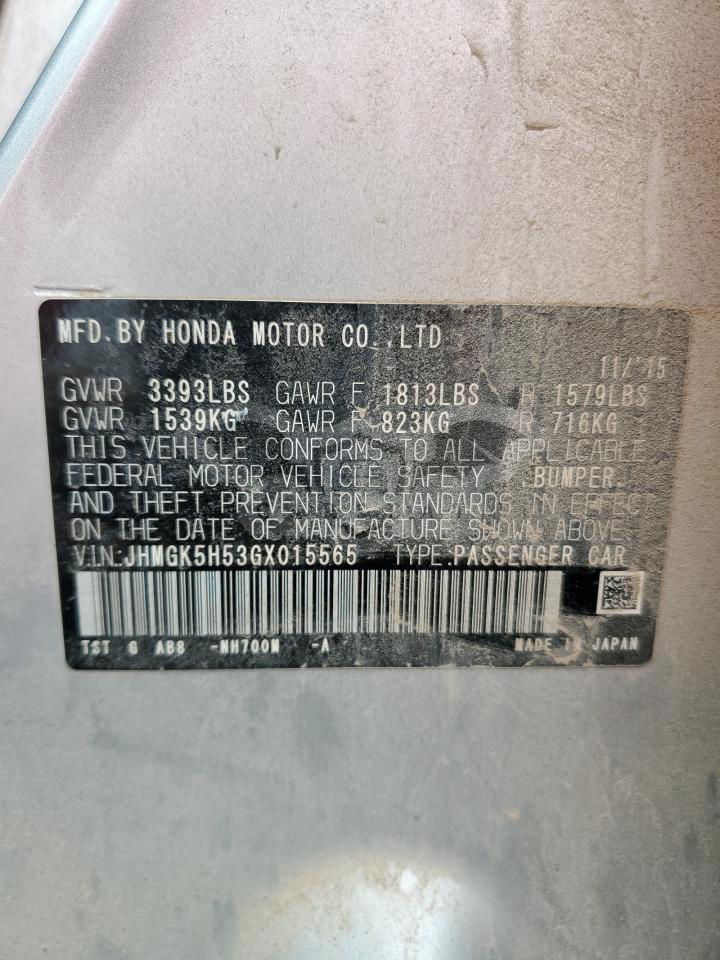 MFD.BY HONDA MOTOR CO.,LTD
11/'15
GVWR 3393LBS GAWR F 1813LBS R 1579LBS
GVWR 1539KG GAWR F 823KG R 716KG
THIS VEHICLE CONFORMS TO ALL APPLICABLE
FEDERAL MOTOR VEHICLE SAFETY .BUMPER.
AND THEFT PREVENTION STANDARDS IN EFFECT
ON THE DATE OF MANUFACTURE SHOWN ABOVE.
V.I.N:JHMGK5H53GX015565 TYPE:PASSENGER CAR
TST G AB8 -NH700M -A MADE IN JAPAN